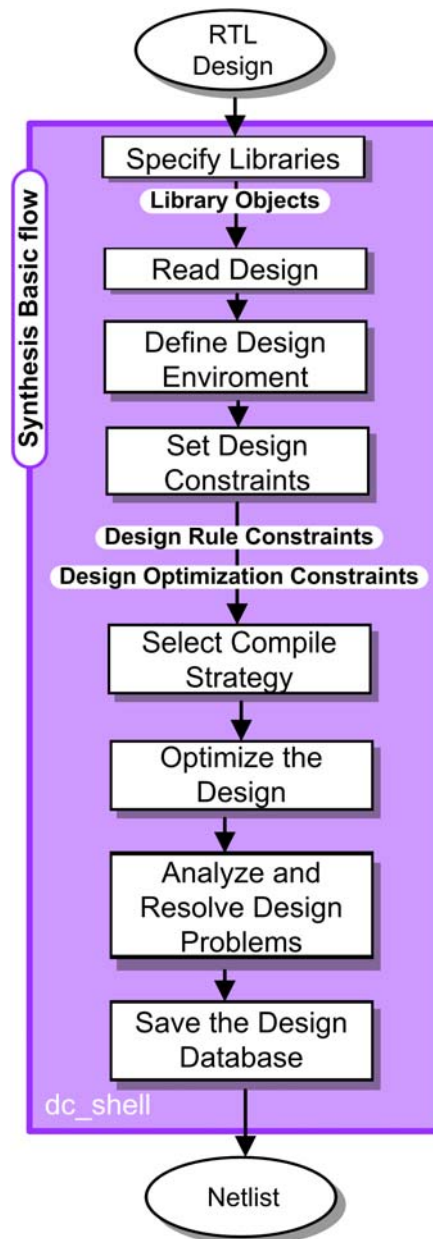 RTL
Design
Synthesis Basic flow
Specify Libraries
Library Objects
Read Design
Define Design
Enviroment
Set Design
Constraints
Design Rule Constraints
Design Optimization Constraints
Select Compile
Strategy
Optimize the
Design
Analyze and
Resolve Design
Problems
Save the Design
Database
dc_shell
Netlist